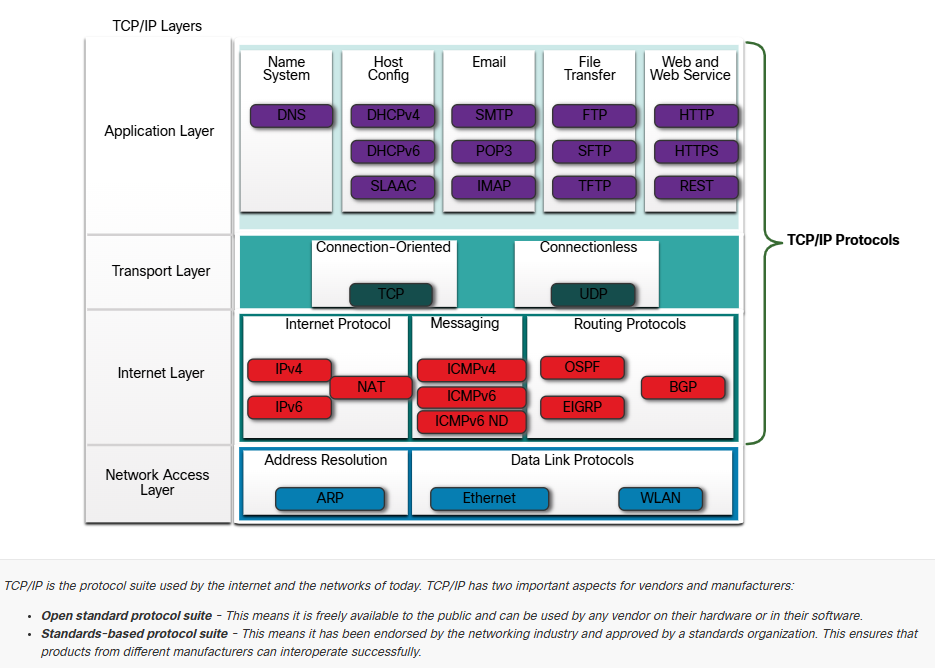 TCP/IP Layers
Application Layer
Name
System
DNS
Host
Config
DHCPv4
DHCPv6
SLAAC
Email
SMTP
POP3
IMAP
File
Transfer
FTP
SFTP
TFTP
Web and
Web Service
HTTP
HTTPS
REST
TCP/IP Protocols
Transport Layer
Connection-Oriented
TCP
Connectionless
UDP
Internet Layer
Internet Protocol
IPv4
NAT
IPv6
Messaging
ICMPv4
ICMPv6
ICMPv6 ND
Routing Protocols
OSPF
BGP
EIGRP
Network Access
Layer
Address Resolution
ARP
Data Link Protocols
Ethernet
WLAN
TCP/IP is the protocol suite used by the internet and the networks of today. TCP/IP has two important aspects for vendors and manufacturers:
• Open standard protocol suite - This means it is freely available to the public and can be used by any vendor on their hardware or in their software.
• Standards-based protocol suite - This means it has been endorsed by the networking industry and approved by a standards organization. This ensures that
products from different manufacturers can interoperate successfully.